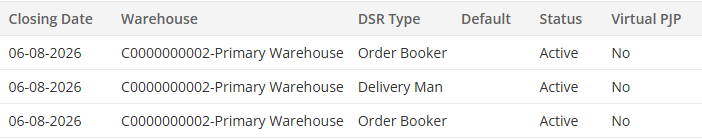 Closing Date Warehouse DSR Type Default Status Virtual PJP
06-08-2026 C0000000002-Primary Warehouse Order Booker Active No
06-08-2026 C0000000002-Primary Warehouse Delivery Man Active No
06-08-2026 C0000000002-Primary Warehouse Order Booker Active No